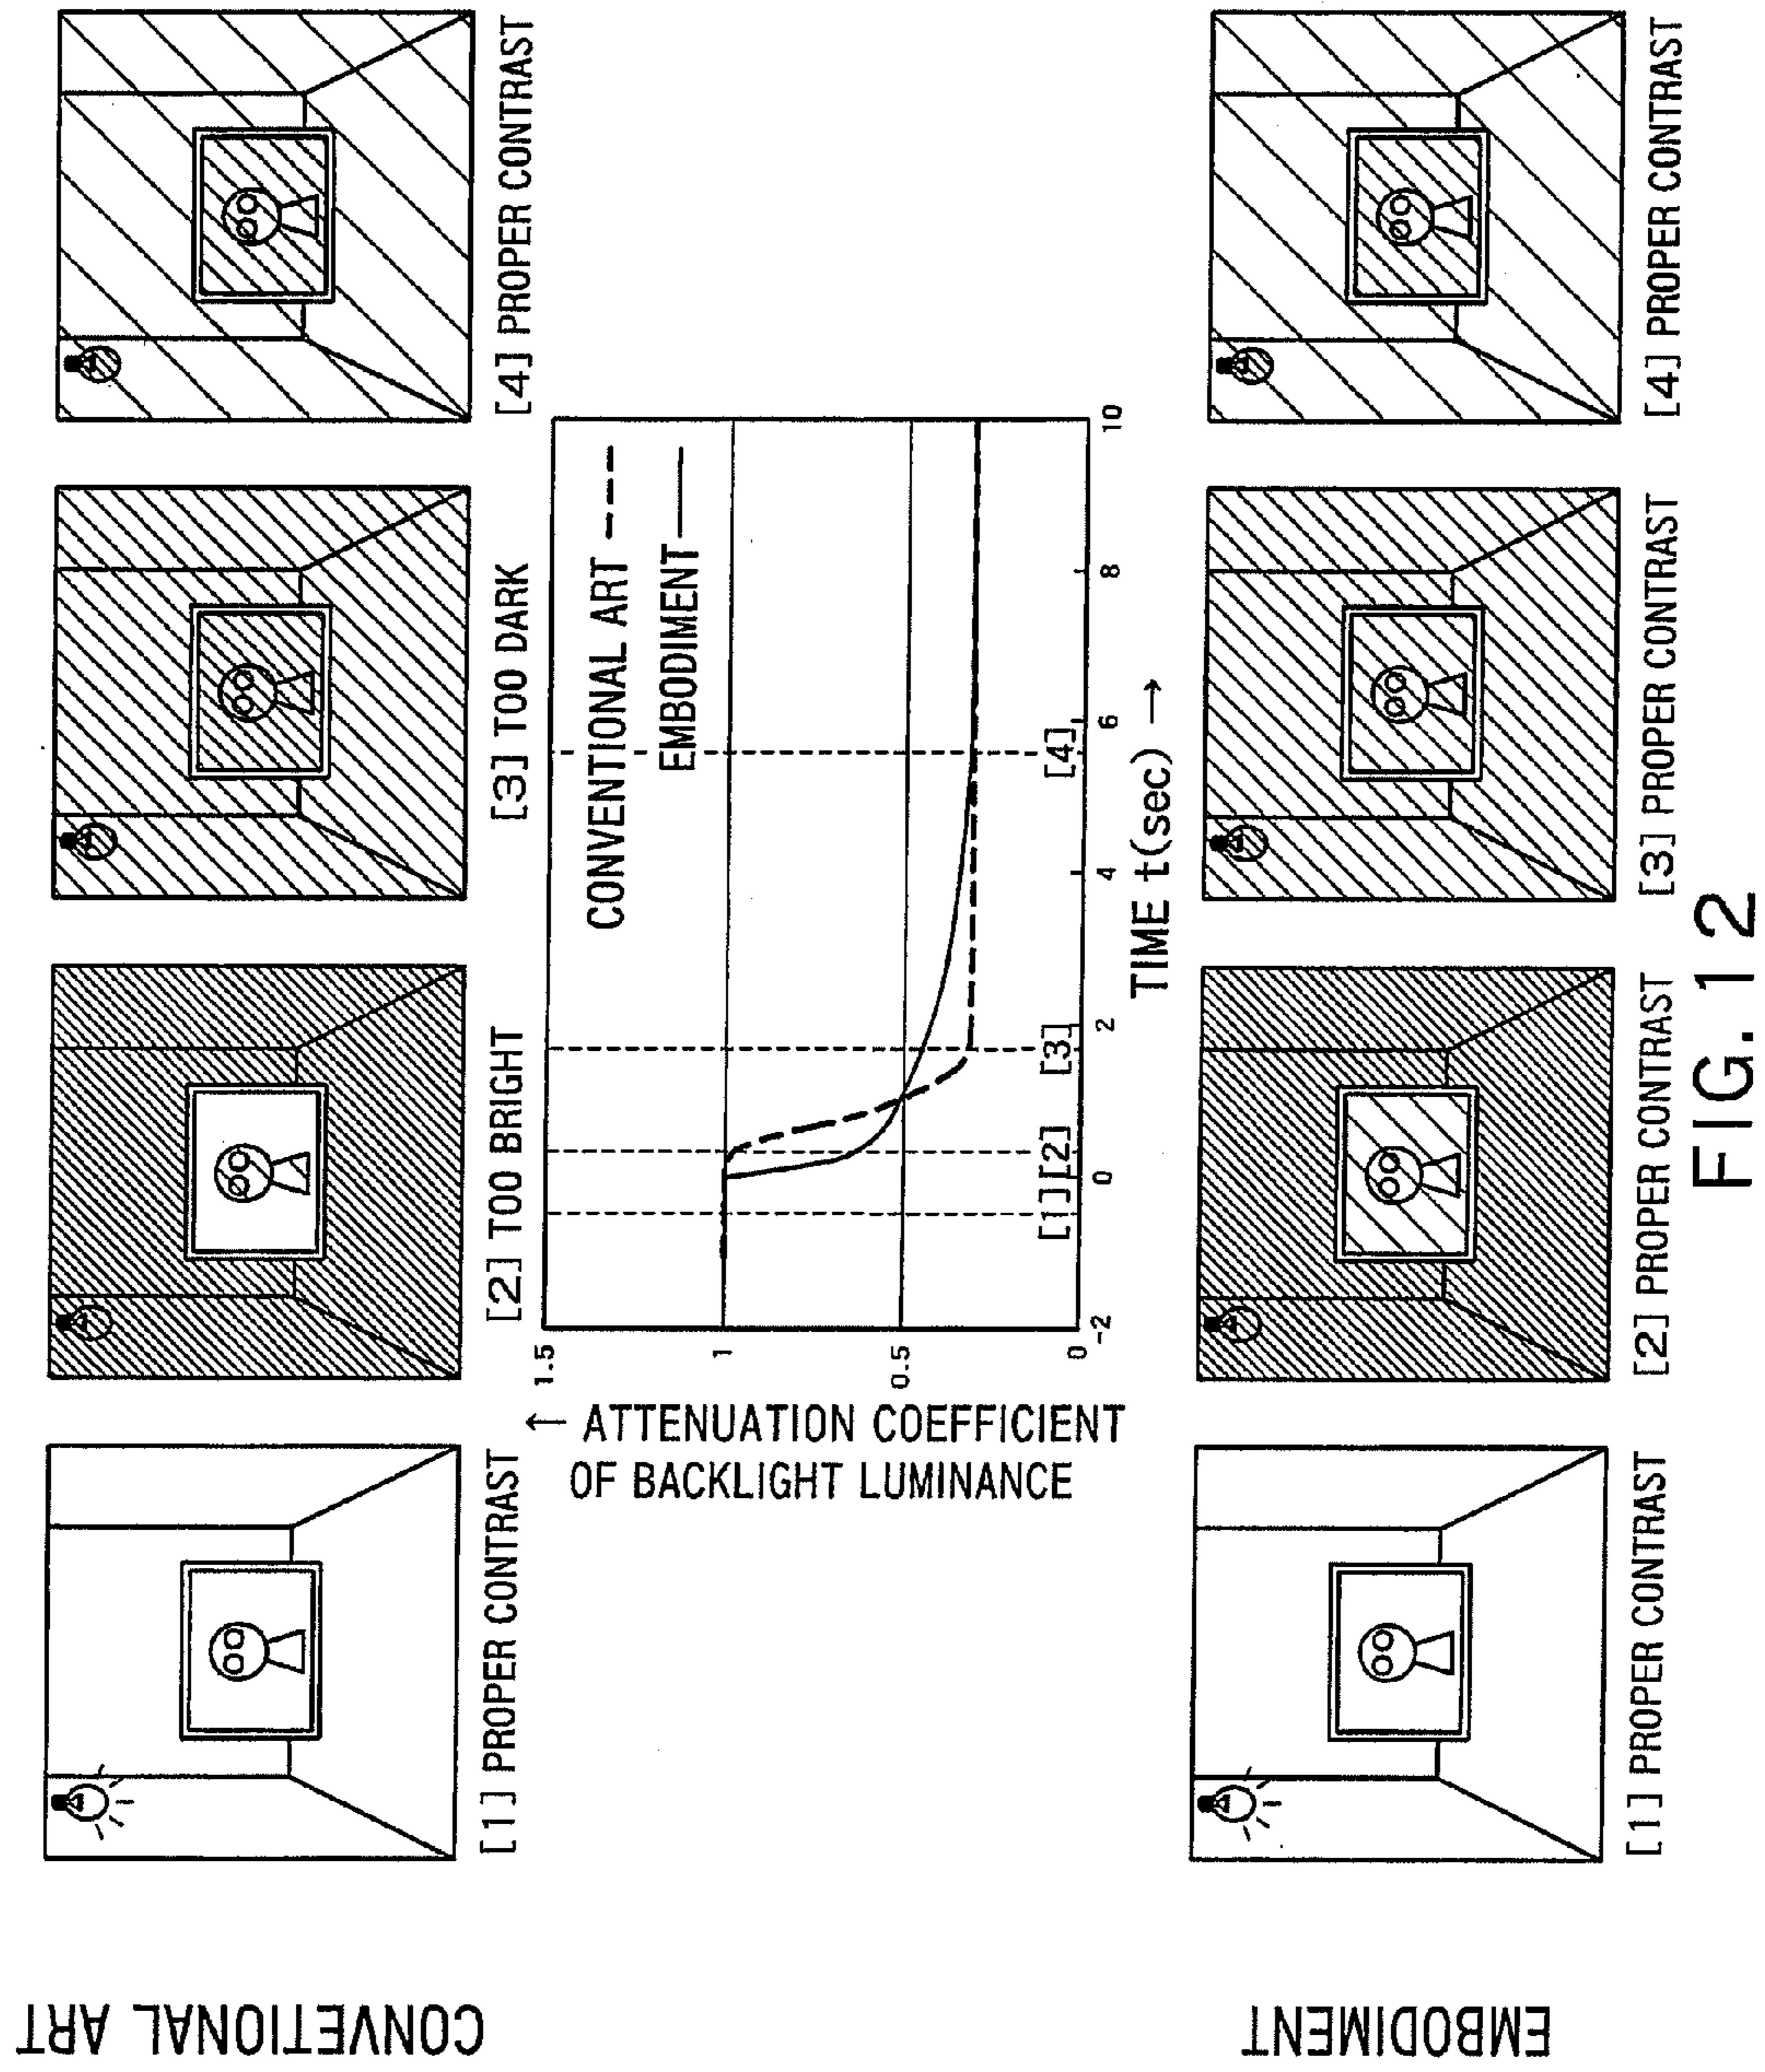 CONVETIONAL ART
[1] PROPER CONTRAST
[2] TOO BRIGHT
[3] TOO DARK
[4] PROPER CONTRAST
↑ ATTENUATION COEFFICIENT
OF BACKLIGHT LUMINANCE
1.5
1
0.5
0
CONVENTIONAL ART
EMBODIMENT
[1] [2] [3] [4]
-2 0 2 4 6 8 10
TIME t(sec) →
EMBODIMENT
[1] PROPER CONTRAST
[2] PROPER CONTRAST
[3] PROPER CONTRAST
[4] PROPER CONTRAST
FIG. 12